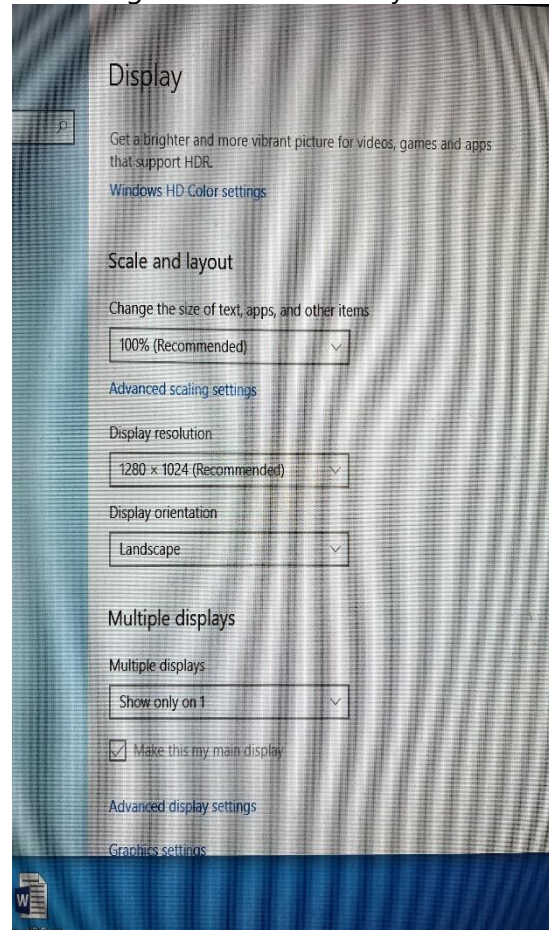 Display
Get a brighter and more vibrant picture for videos, games and apps
that support HDR.
Windows HD Color settings
Scale and layout
Change the size of text, apps, and other items
100% (Recommended)
Advanced scaling settings
Display resolution
1280 × 1024 (Recommended)
Display orientation
Landscape
Multiple displays
Multiple displays
Show only on 1
Make this my main display
Advanced display settings
Graphics settings
W